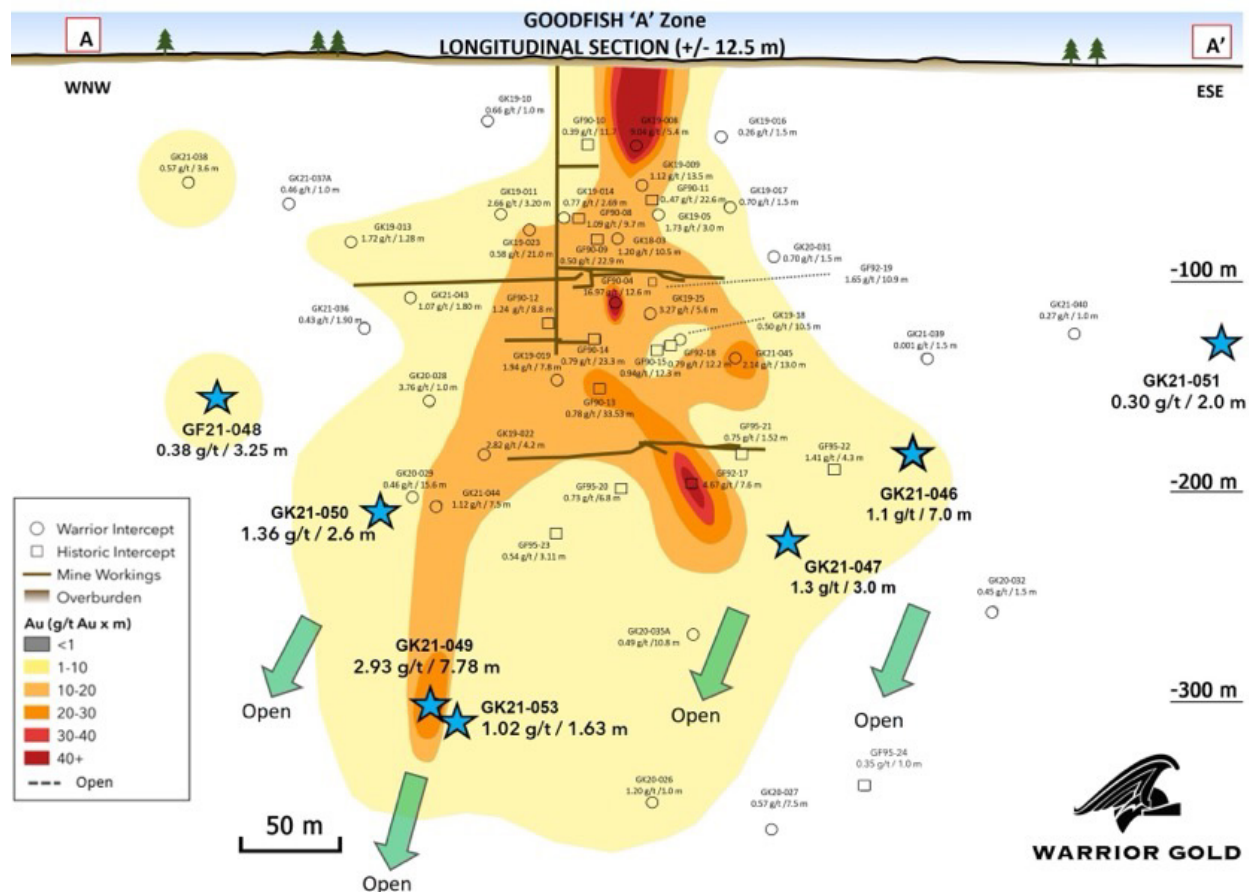 GOODFISH ‘A’ Zone
LONGITUDINAL SECTION (+/- 12.5 m)
A
A’
WNW
ESE
GK19-10
0.66 g/t / 1.0 m
GF90-10
0.39 g/t / 11.7
GK19-008
9.04 g/t / 5.4 m
GK19-016
0.26 g/t / 1.5 m
GK21-038
0.57 g/t / 3.6 m
GK21-037A
0.46 g/t / 1.0 m
GK19-009
1.12 g/t / 13.5 m
GF90-11
0..47 g/t / 22.6 m
GK19-011
2.66 g/t / 3.20 m
GK19-014
0.77 g/t / 2.69 m
GF90-08
1.09 g/t / 9.7 m
GK19-05
1.73 g/t / 3.0 m
GK19-017
0.70 g/t / 1.5 m
GK19-013
1.72 g/t / 1.28 m
GK19-023
0.58 g/t / 21.0 m
GF90-09
0.50 g/t / 22.9 m
GK18-03
1.20 g/t / 10.5 m
GK20-031
0.70 g/t / 1.5 m
GF92-19
1.65 g/t / 10.9 m
-100 m
GF90-04
16.97 g/t / 12.6 m
GK21-043
1.07 g/t / 1.80 m
GF90-12
1.24 g/t / 8.8 m
GK19-25
3.27 g/t / 5.6 m
GK21-036
0.43 g/t / 1.90 m
GK19-18
0.50 g/t / 10.5 m
GK21-040
0.27 g/t / 1.0 m
GK21-039
0.001 g/t / 1.5 m
GK19-019
1.94 g/t / 7.8 m
GF90-14
0.79 g/t / 23.3 m
GF90-15
0.94g/t / 12.3 m
GF92-18
0.79 g/t / 12.2 m
GK21-045
2.14 g/t / 13.0 m
GK21-051
0.30 g/t / 2.0 m
GK20-028
3.76 g/t / 1.0 m
GF90-13
0.78 g/t / 33.53 m
GF21-048
0.38 g/t / 3.25 m
GK19-022
2.82 g/t / 4.2 m
GF95-21
0.75 g/t / 1.52 m
GF95-22
1.41 g/t / 4.3 m
GK20-029
0.46 g/t / 15.6 m
GK21-044
1.12 g/t / 7.5 m
GF95-20
0.73 g/t /6.8 m
GF92-17
4.67 g/t / 7.6 m
GK21-046
1.1 g/t / 7.0 m
-200 m
GK21-050
1.36 g/t / 2.6 m
GF95-23
0.54 g/t / 3.11 m
GK21-047
1.3 g/t / 3.0 m
Warrior Intercept
Historic Intercept
Mine Workings
Overburden
Au (g/t Au x m)
<1
1-10
10-20
20-30
30-40
40+
Open
GK20-032
0.45 g/t / 1.5 m
GK20-035A
0.49 g/t /10.8 m
GK21-049
2.93 g/t / 7.78 m
GK21-053
1.02 g/t / 1.63 m
-300 m
Open
Open
Open
GF95-24
0.35 g/t / 1.0 m
GK20-026
1.20 g/t /1.0 m
GK20-027
0.57 g/t /7.5 m
50 m
Open
WARRIOR GOLD